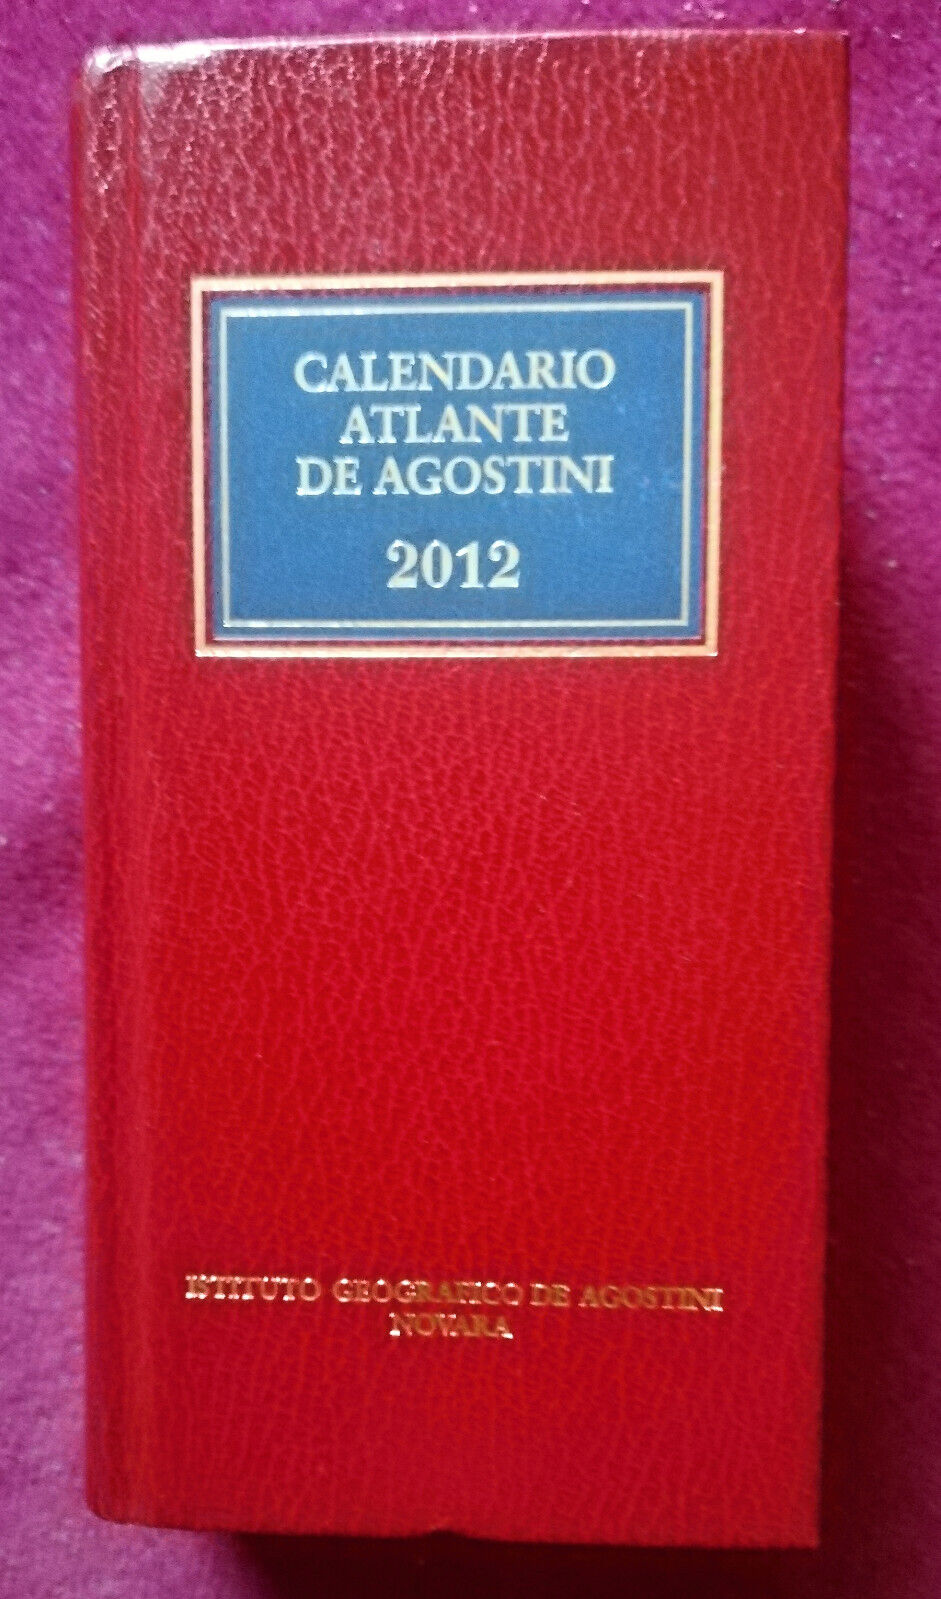 CALENDARIO
ATLANTE
DE AGOSTINI
2012
ISTITUTO GEOGRAFICO DE AGOSTINI
NOVARA